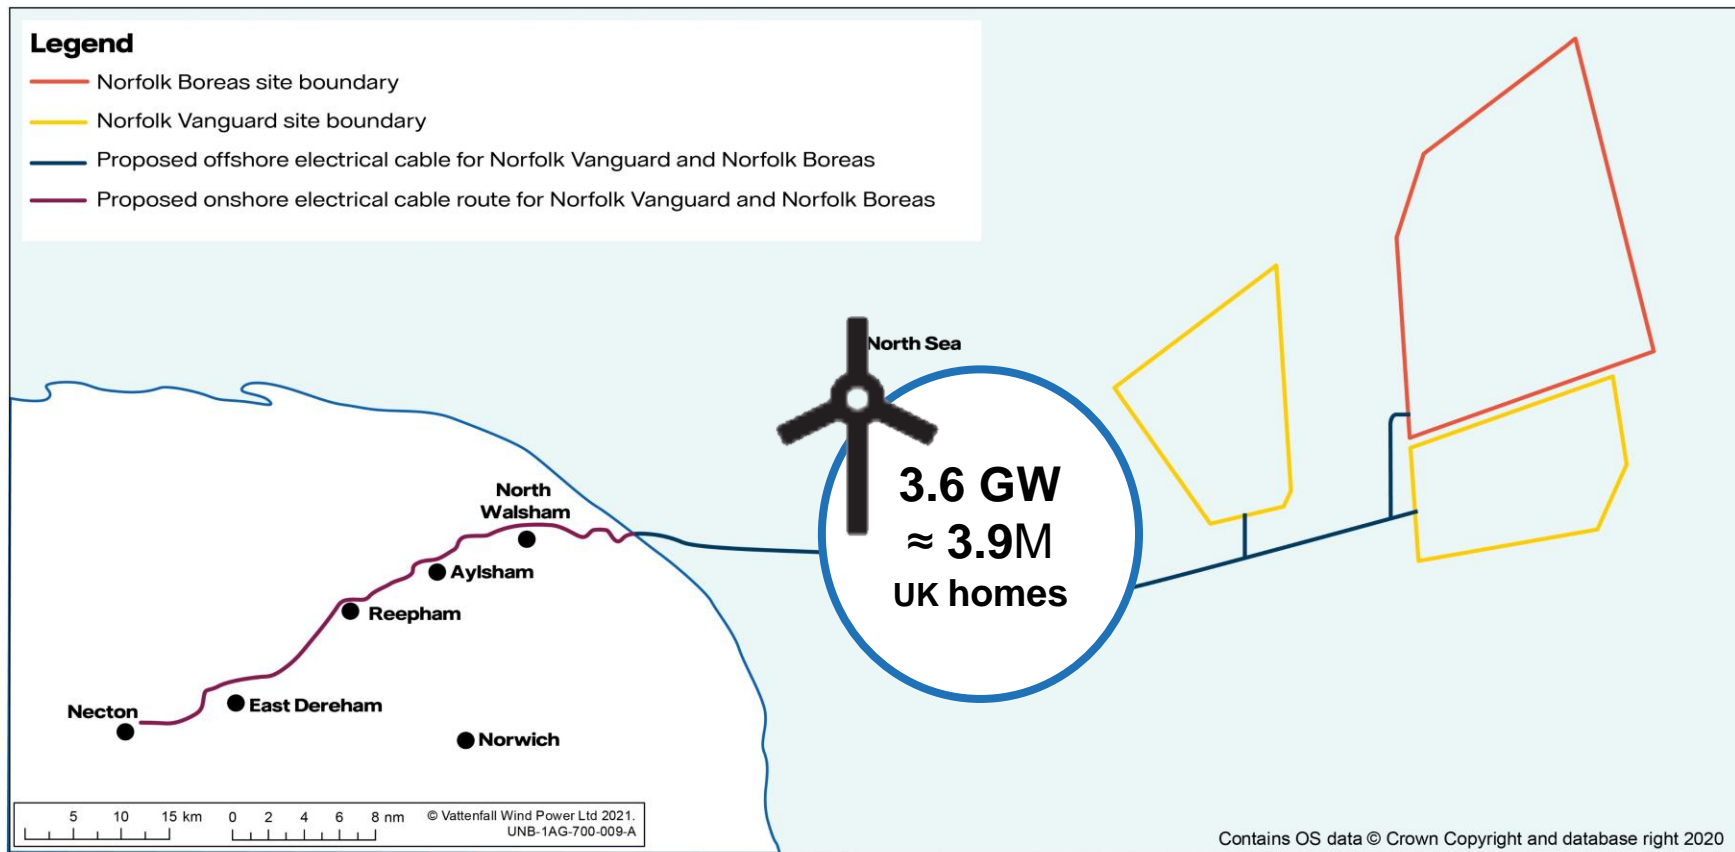 Legend
Norfolk Boreas site boundary
Norfolk Vanguard site boundary
Proposed offshore electrical cable for Norfolk Vanguard and Norfolk Boreas
Proposed onshore electrical cable route for Norfolk Vanguard and Norfolk Boreas
North Sea
3.6 GW
≈ 3.9M
UK homes
North
Walsham
Aylsham
Reepham
East Dereham
Necton
Norwich
5 10 15 km 0 2 4 6 8 nm
© Vattenfall Wind Power Ltd 2021.
UNB-1AG-700-009-A
Contains OS data © Crown Copyright and database right 2020